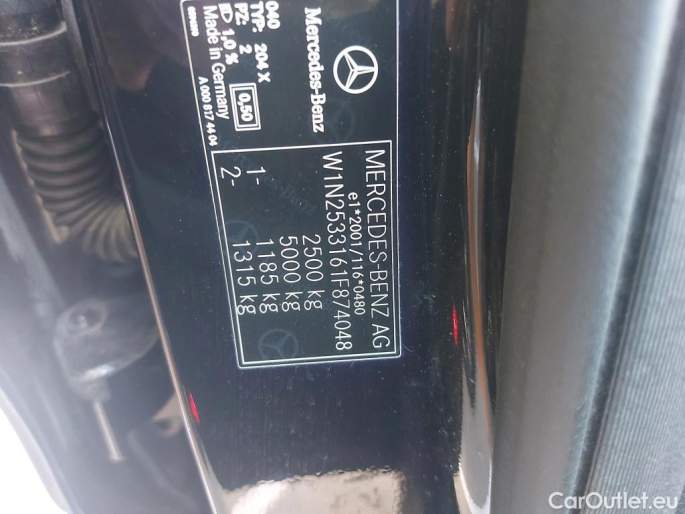 Mercedes-Benz
MERCEDES-BENZ AG
e1*2001/116*0480
W1N2533161F874048
2500 kg
5000 kg
1- 1185 kg
2- 1315 kg
040
TYP: 204 X
PZ: 2
1,0 %
0,50
Made in Germany
A 000 817 44 04
CarOutlet.eu